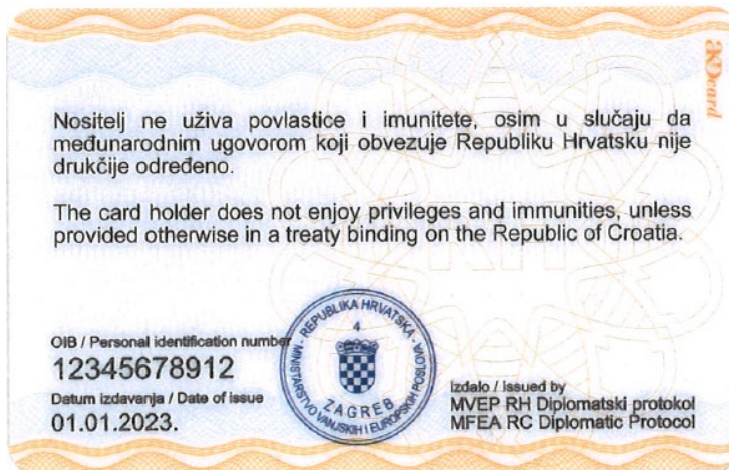 AKDcard
Nositelj ne uživa povlastice i imunitete, osim u slučaju da
međunarodnim ugovorom koji obvezuje Republiku Hrvatsku nije
drukčije određeno.
The card holder does not enjoy privileges and immunities, unless
provided otherwise in a treaty binding on the Republic of Croatia.
OIB / Personal identification number
12345678912
Datum izdavanja / Date of issue
01.01.2023.
REPUBLIKA HRVATSKA - MINISTARSTVO VANJSKIH I EUROPSKIH POSLOVA -
4
ZAGREB
Izdalo / Issued by
MVEP RH Diplomatski protokol
MFEA RC Diplomatic Protocol